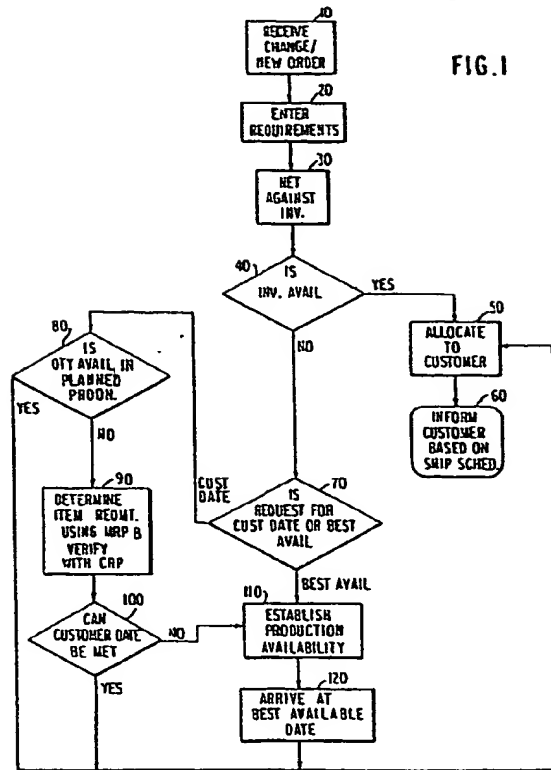 FIG.1
10
RECEIVE
CHANGE/
NEW ORDER
20
ENTER
REQUIREMENTS
30
NET
AGAINST
INV.
40
IS
INV. AVAIL
YES
NO
50
ALLOCATE
TO
CUSTOMER
60
INFORM
CUSTOMER
BASED ON
SHIP SCHED.
70
IS
REQUEST FOR
CUST DATE OR BEST
AVAIL
CUST
DATE
BEST AVAIL
80
IS
QTY AVAIL, IN
PLANNED
PRODN.
YES
NO
90
DETERMINE
ITEM REQMT.
USING MRP &
VERIFY
WITH CRP
100
CAN
CUSTOMER DATE
BE MET
NO
YES
110
ESTABLISH
PRODUCTION
AVAILABILITY
120
ARRIVE AT
BEST AVAILABLE
DATE